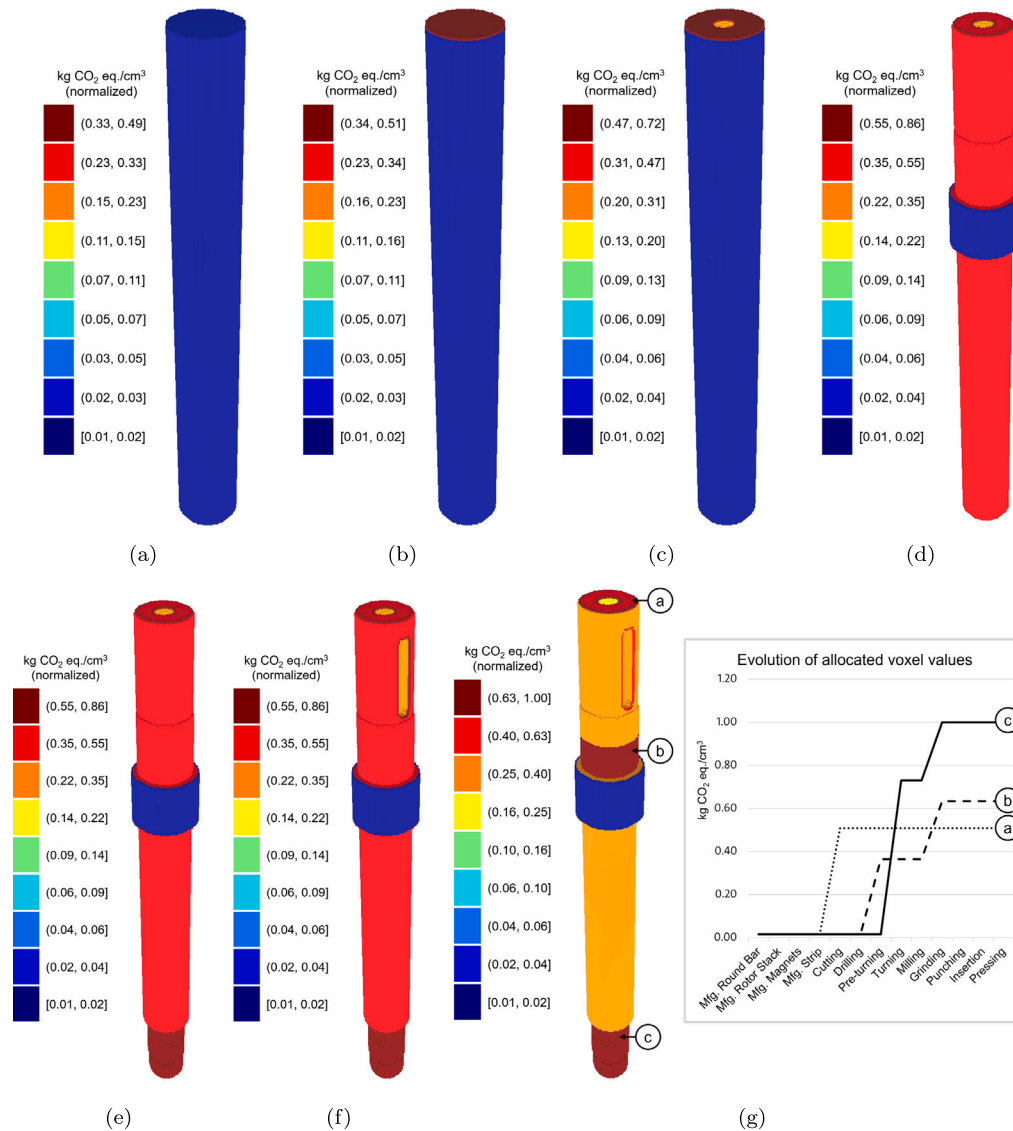 kg CO2 eq./cm3
(normalized)
(0.33, 0.49]
(0.23, 0.33]
(0.15, 0.23]
(0.11, 0.15]
(0.07, 0.11]
(0.05, 0.07]
(0.03, 0.05]
(0.02, 0.03]
[0.01, 0.02]
(a)
kg CO2 eq./cm3
(normalized)
(0.34, 0.51]
(0.23, 0.34]
(0.16, 0.23]
(0.11, 0.16]
(0.07, 0.11]
(0.05, 0.07]
(0.03, 0.05]
(0.02, 0.03]
[0.01, 0.02]
(b)
kg CO2 eq./cm3
(normalized)
(0.47, 0.72]
(0.31, 0.47]
(0.20, 0.31]
(0.13, 0.20]
(0.09, 0.13]
(0.06, 0.09]
(0.04, 0.06]
(0.02, 0.04]
[0.01, 0.02]
(c)
kg CO2 eq./cm3
(normalized)
(0.55, 0.86]
(0.35, 0.55]
(0.22, 0.35]
(0.14, 0.22]
(0.09, 0.14]
(0.06, 0.09]
(0.04, 0.06]
(0.02, 0.04]
[0.01, 0.02]
(d)
kg CO2 eq./cm3
(normalized)
(0.55, 0.86]
(0.35, 0.55]
(0.22, 0.35]
(0.14, 0.22]
(0.09, 0.14]
(0.06, 0.09]
(0.04, 0.06]
(0.02, 0.04]
[0.01, 0.02]
(e)
kg CO2 eq./cm3
(normalized)
(0.55, 0.86]
(0.35, 0.55]
(0.22, 0.35]
(0.14, 0.22]
(0.09, 0.14]
(0.06, 0.09]
(0.04, 0.06]
(0.02, 0.04]
[0.01, 0.02]
(f)
kg CO2 eq./cm3
(normalized)
(0.63, 1.00]
(0.40, 0.63]
(0.25, 0.40]
(0.16, 0.25]
(0.10, 0.16]
(0.06, 0.10]
(0.04, 0.06]
(0.02, 0.04]
[0.01, 0.02]
a
b
c
Evolution of allocated voxel values
kg CO2 eq./cm3
1.20
1.00
0.80
0.60
0.40
0.20
0.00
c
b
a
Mfg. Round Bar
Mfg. Rotor Stack
Mfg. Magnets
Mfg. Strip
Cutting
Drilling
Pre-turning
Turning
Milling
Grinding
Punching
Insertion
Pressing
(g)